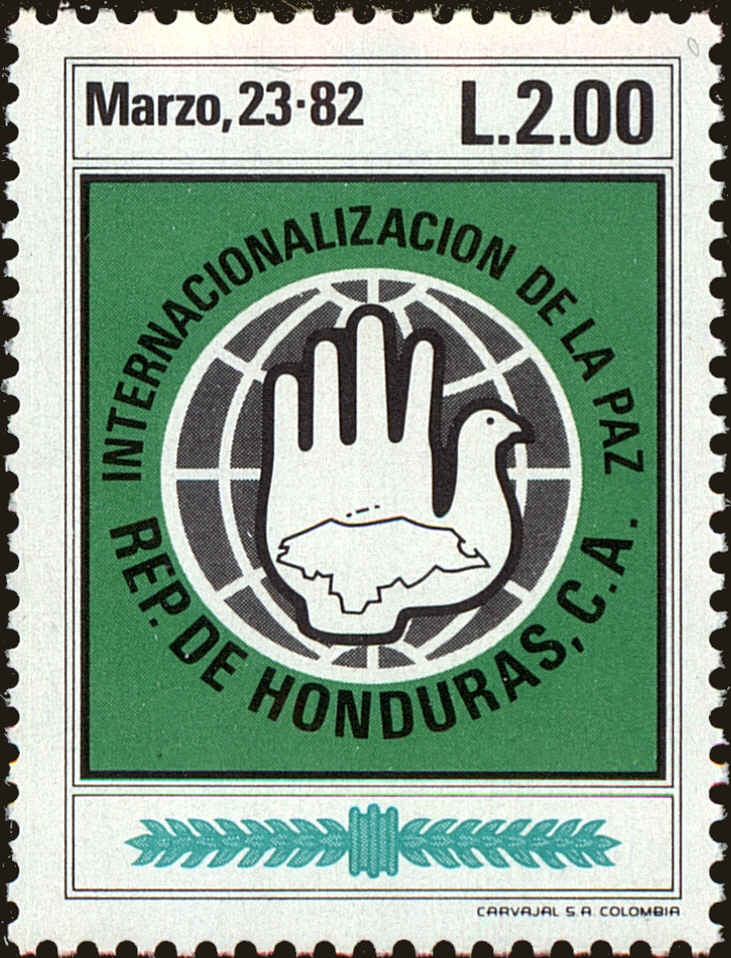 Marzo, 23·82
L.2.00
INTERNACIONALIZACION DE LA PAZ
REP. DE HONDURAS, C.A.
CARVAJAL S.A. COLOMBIA